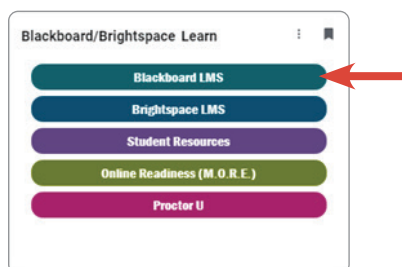 Blackboard/Brightspace Learn
Blackboard LMS
Brightspace LMS
Student Resources
Online Readiness (M.O.R.E.)
Proctor U